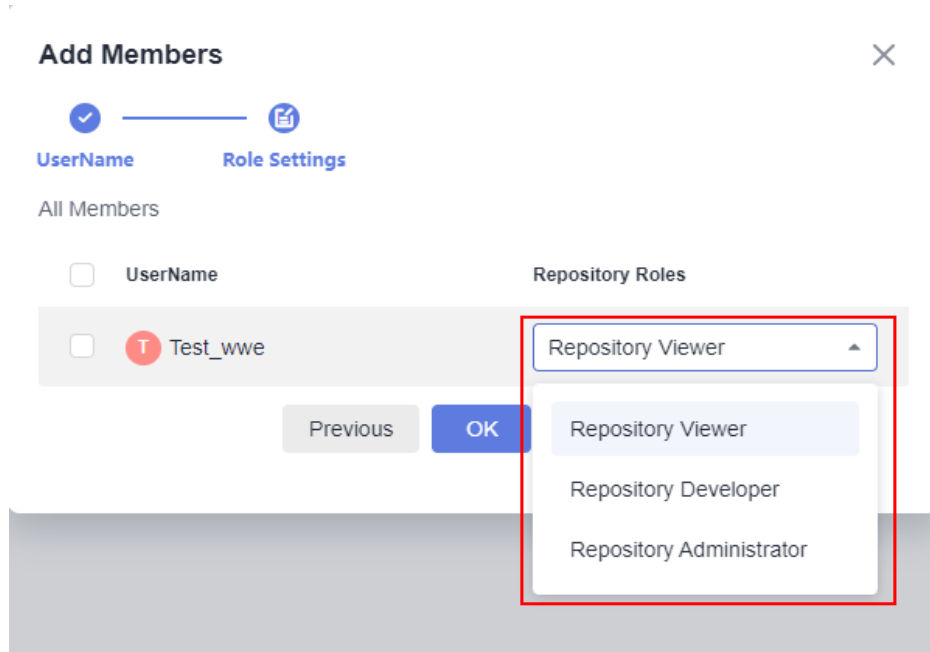 Add Members
UserName Role Settings
All Members
UserName Repository Roles
T Test_wwe Repository Viewer
Previous OK
Repository Viewer
Repository Developer
Repository Administrator